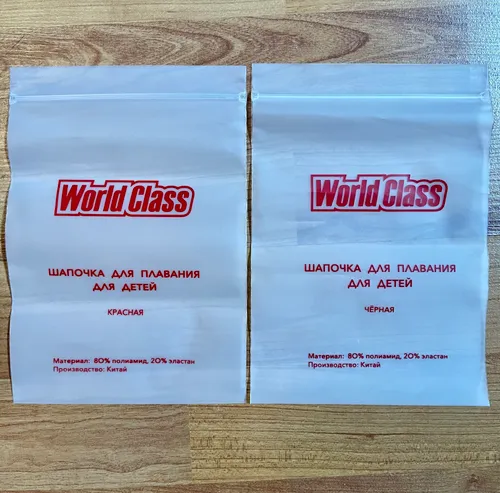 World Class
ШАПОЧКА ДЛЯ ПЛАВАНИЯ
ДЛЯ ДЕТЕЙ
КРАСНАЯ
Материал: 80% полиамид, 20% эластан
Производство: Китай
World Class
ШАПОЧКА ДЛЯ ПЛАВАНИЯ
ДЛЯ ДЕТЕЙ
ЧЁРНАЯ
Материал: 80% полиамид, 20% эластан
Производство: Китай